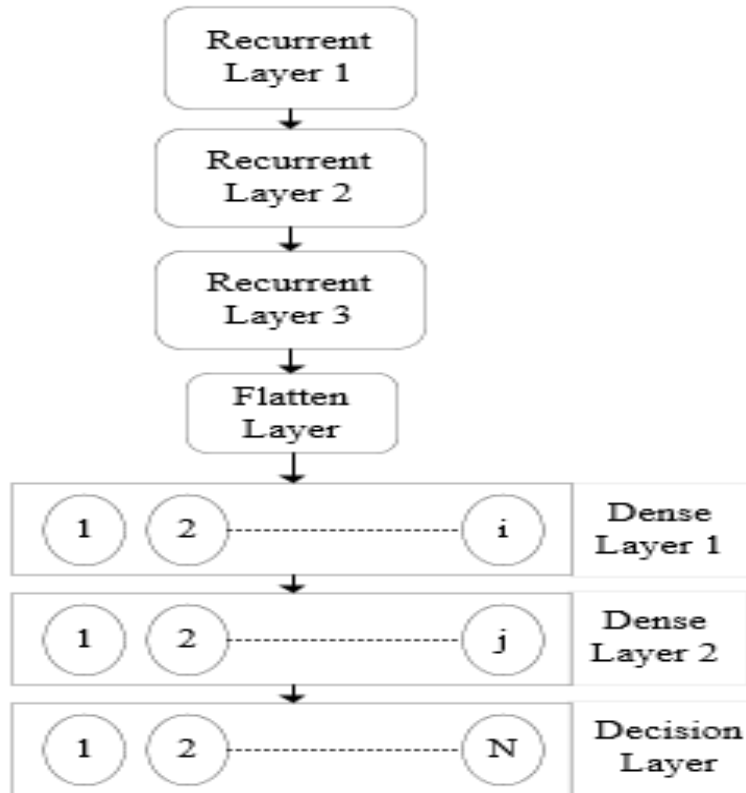 Recurrent
Layer 1
Recurrent
Layer 2
Recurrent
Layer 3
Flatten
Layer
1 2 i
Dense
Layer 1
1 2 j
Dense
Layer 2
1 2 N
Decision
Layer